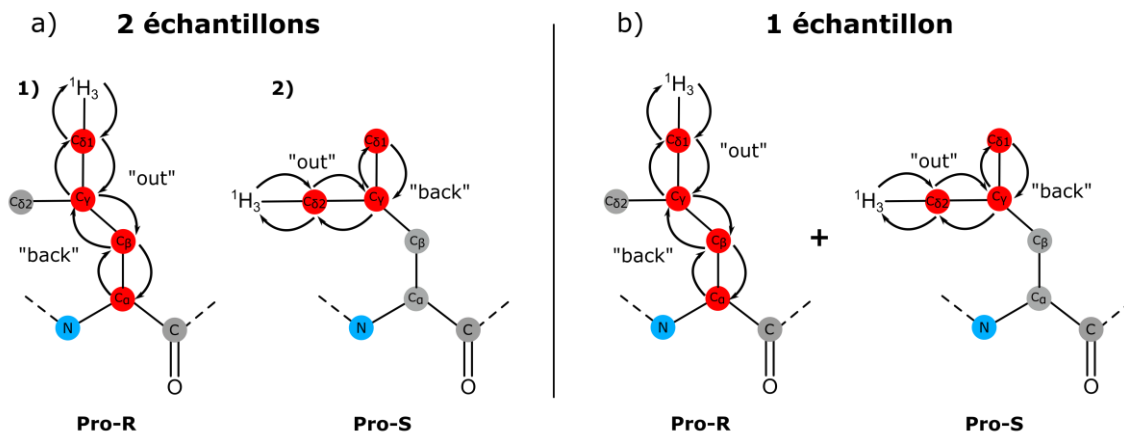 a) 2 échantillons
1)
¹H₃
Cδ1
"out"
Cδ2
Cγ
Cβ
"back"
Cα
N
C
O
Pro-R
2)
Cδ1
"out"
"back"
¹H₃
Cδ2
Cγ
Cβ
Cα
N
C
O
Pro-S
b) 1 échantillon
¹H₃
Cδ1
"out"
Cδ2
Cγ
Cβ
"back"
Cα
N
C
O
Pro-R
+
Cδ1
"out"
"back"
¹H₃
Cδ2
Cγ
Cβ
Cα
N
C
O
Pro-S